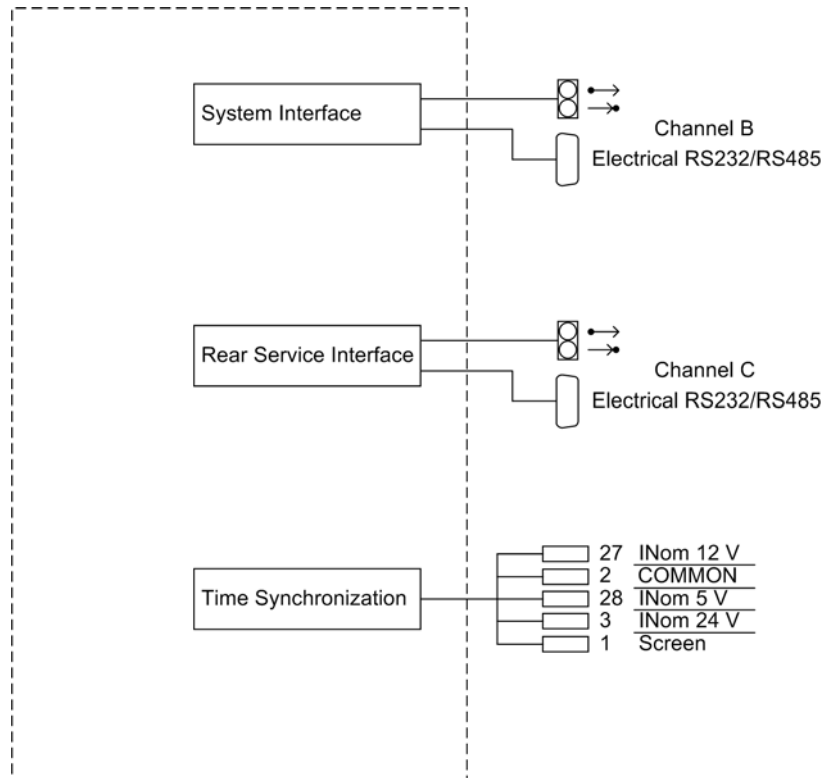 System Interface
Channel B
Electrical RS232/RS485
Rear Service Interface
Channel C
Electrical RS232/RS485
Time Synchronization
27 INom 12 V
2 COMMON
28 INom 5 V
3 INom 24 V
1 Screen